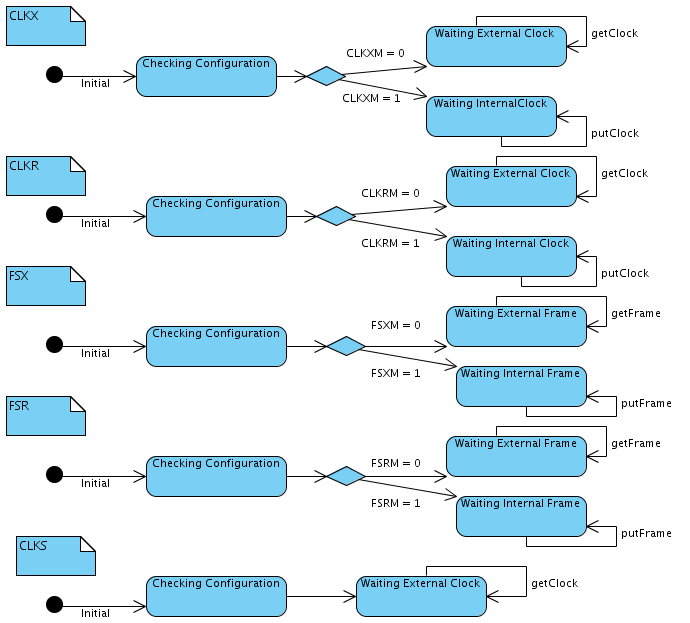 CLKX
Initial
Checking Configuration
CLKXM = 0
CLKXM = 1
Waiting External Clock
getClock
Waiting InternalClock
putClock
CLKR
Initial
Checking Configuration
CLKRM = 0
CLKRM = 1
Waiting External Clock
getClock
Waiting Internal Clock
putClock
FSX
Initial
Checking Configuration
FSXM = 0
FSXM = 1
Waiting External Frame
getFrame
Waiting Internal Frame
putFrame
FSR
Initial
Checking Configuration
FSRM = 0
FSRM = 1
Waiting External Frame
getFrame
Waiting Internal Frame
putFrame
CLKS
Initial
Checking Configuration
Waiting External Clock
getClock